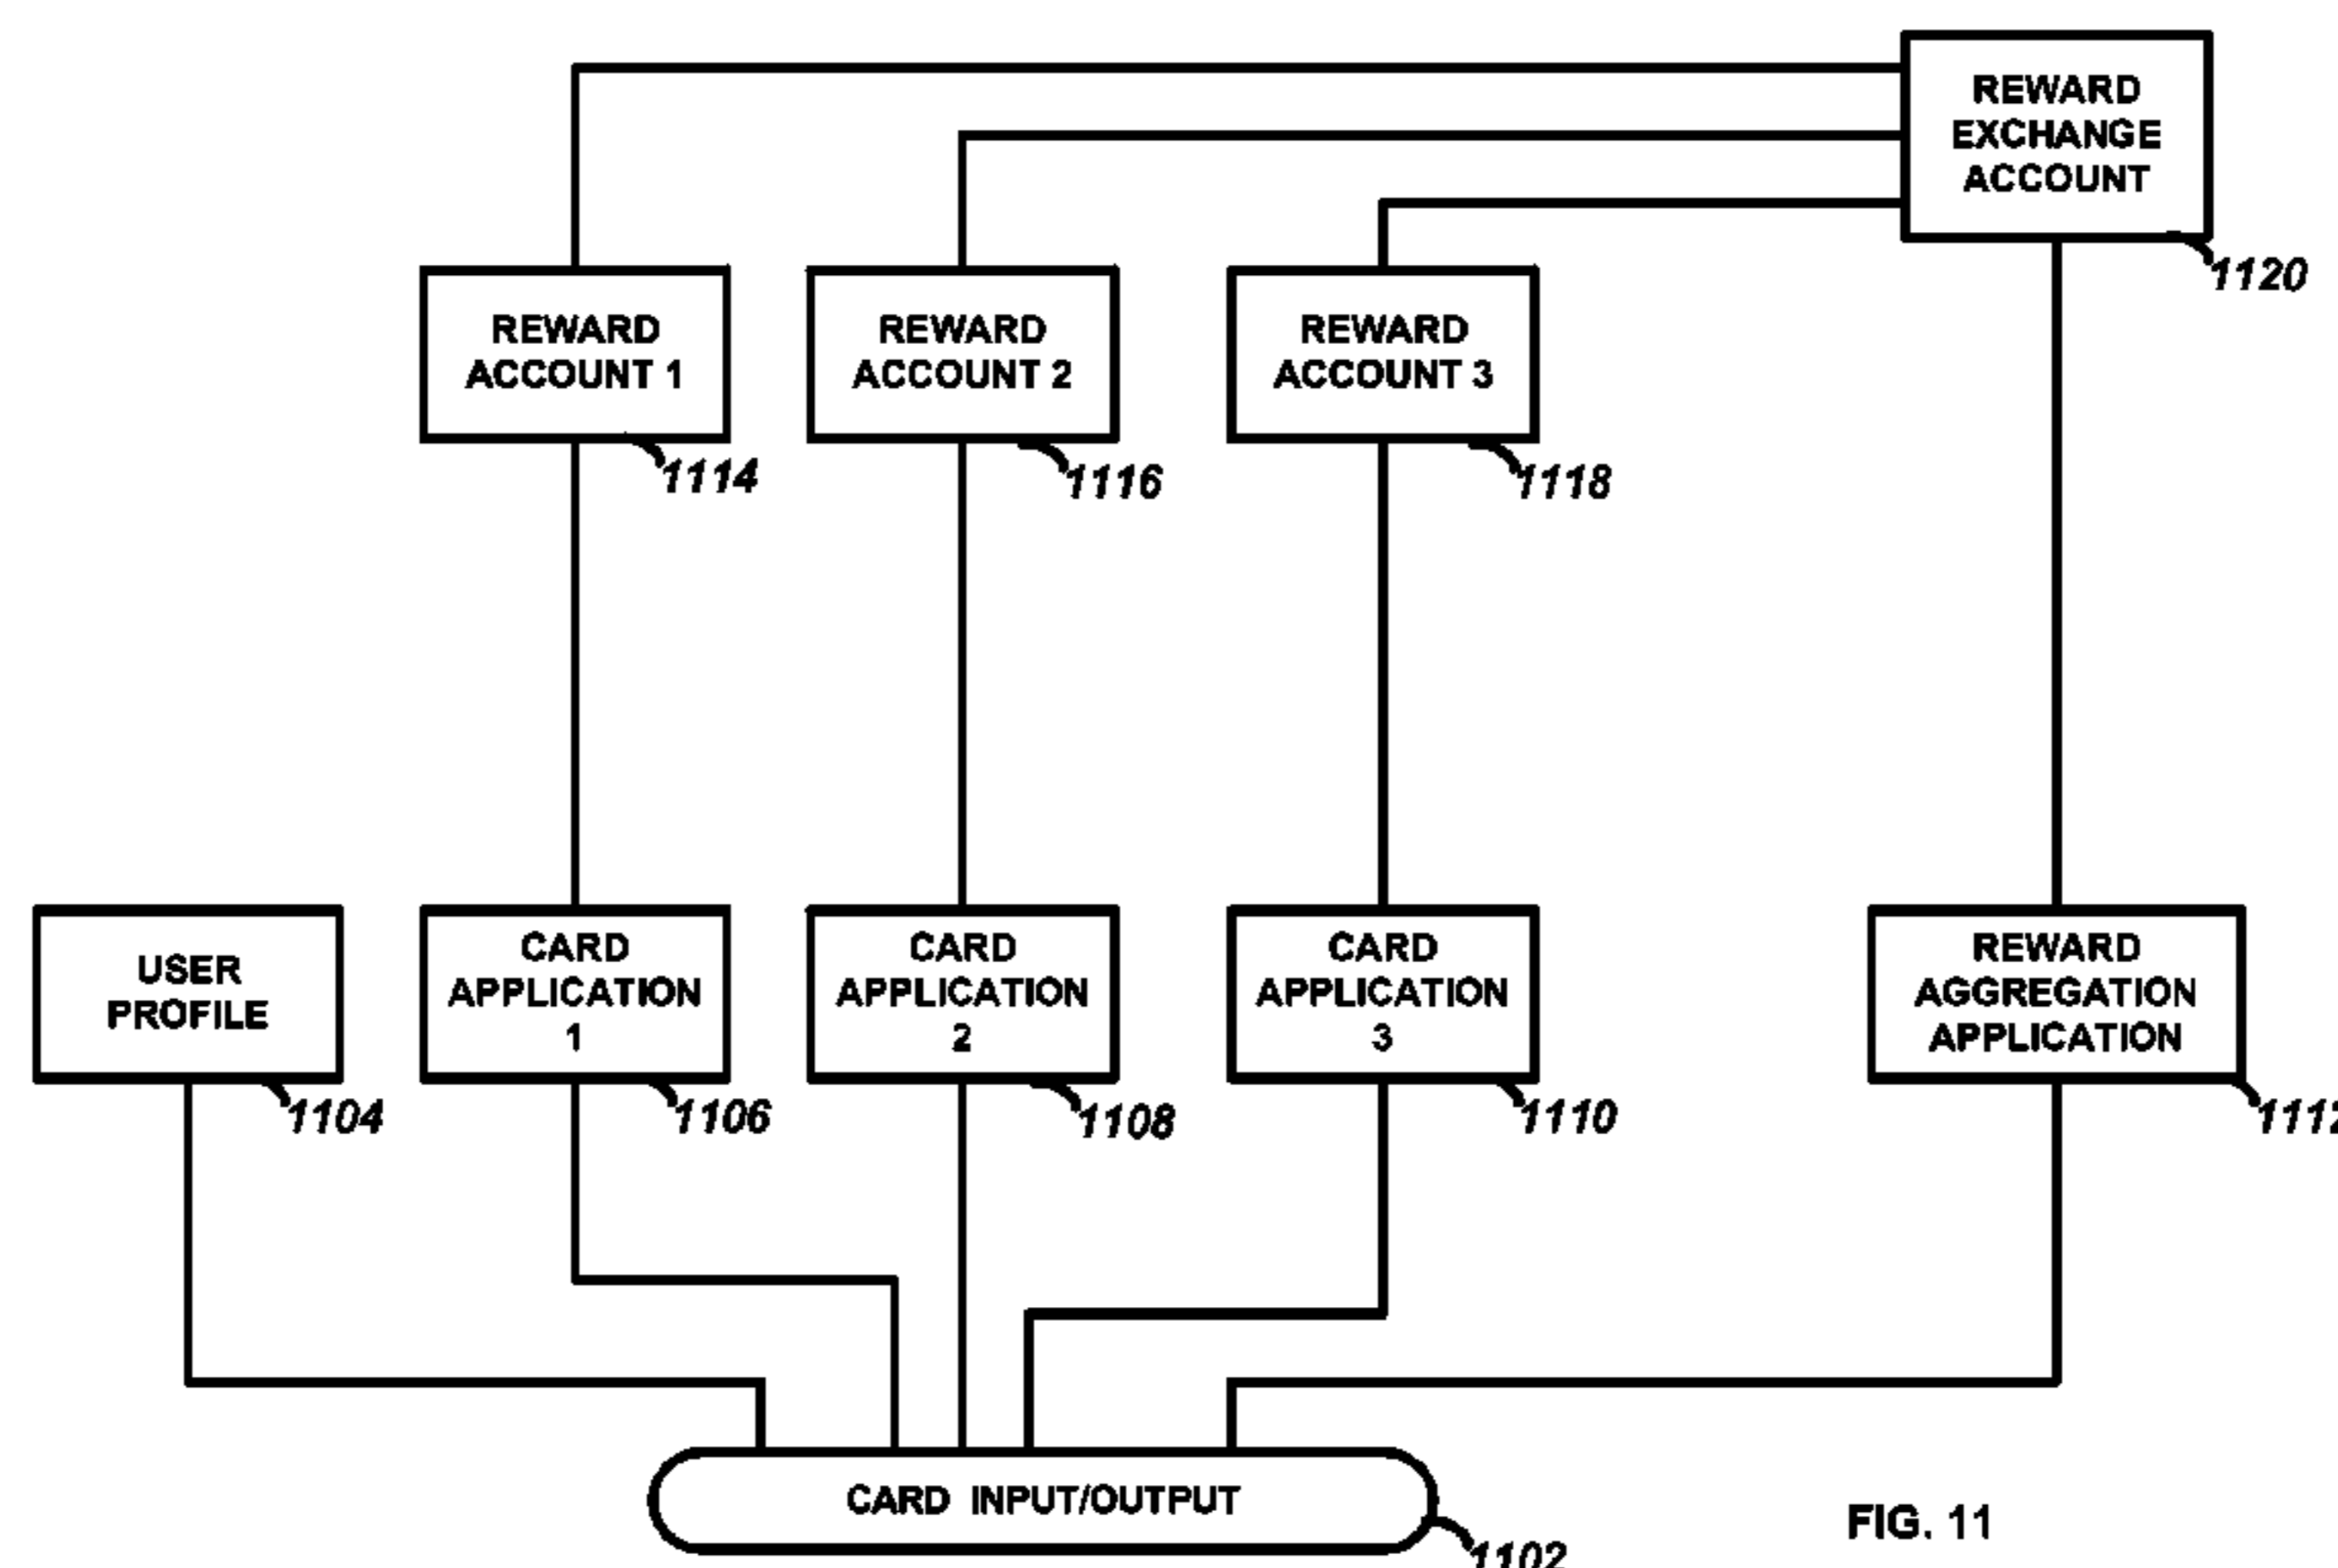 REWARD
EXCHANGE
ACCOUNT
1120
REWARD
ACCOUNT 1
1114
REWARD
ACCOUNT 2
1116
REWARD
ACCOUNT 3
1118
USER
PROFILE
1104
CARD
APPLICATION
1
1106
CARD
APPLICATION
2
1108
CARD
APPLICATION
3
1110
REWARD
AGGREGATION
APPLICATION
1112
CARD INPUT/OUTPUT
1102
FIG. 11